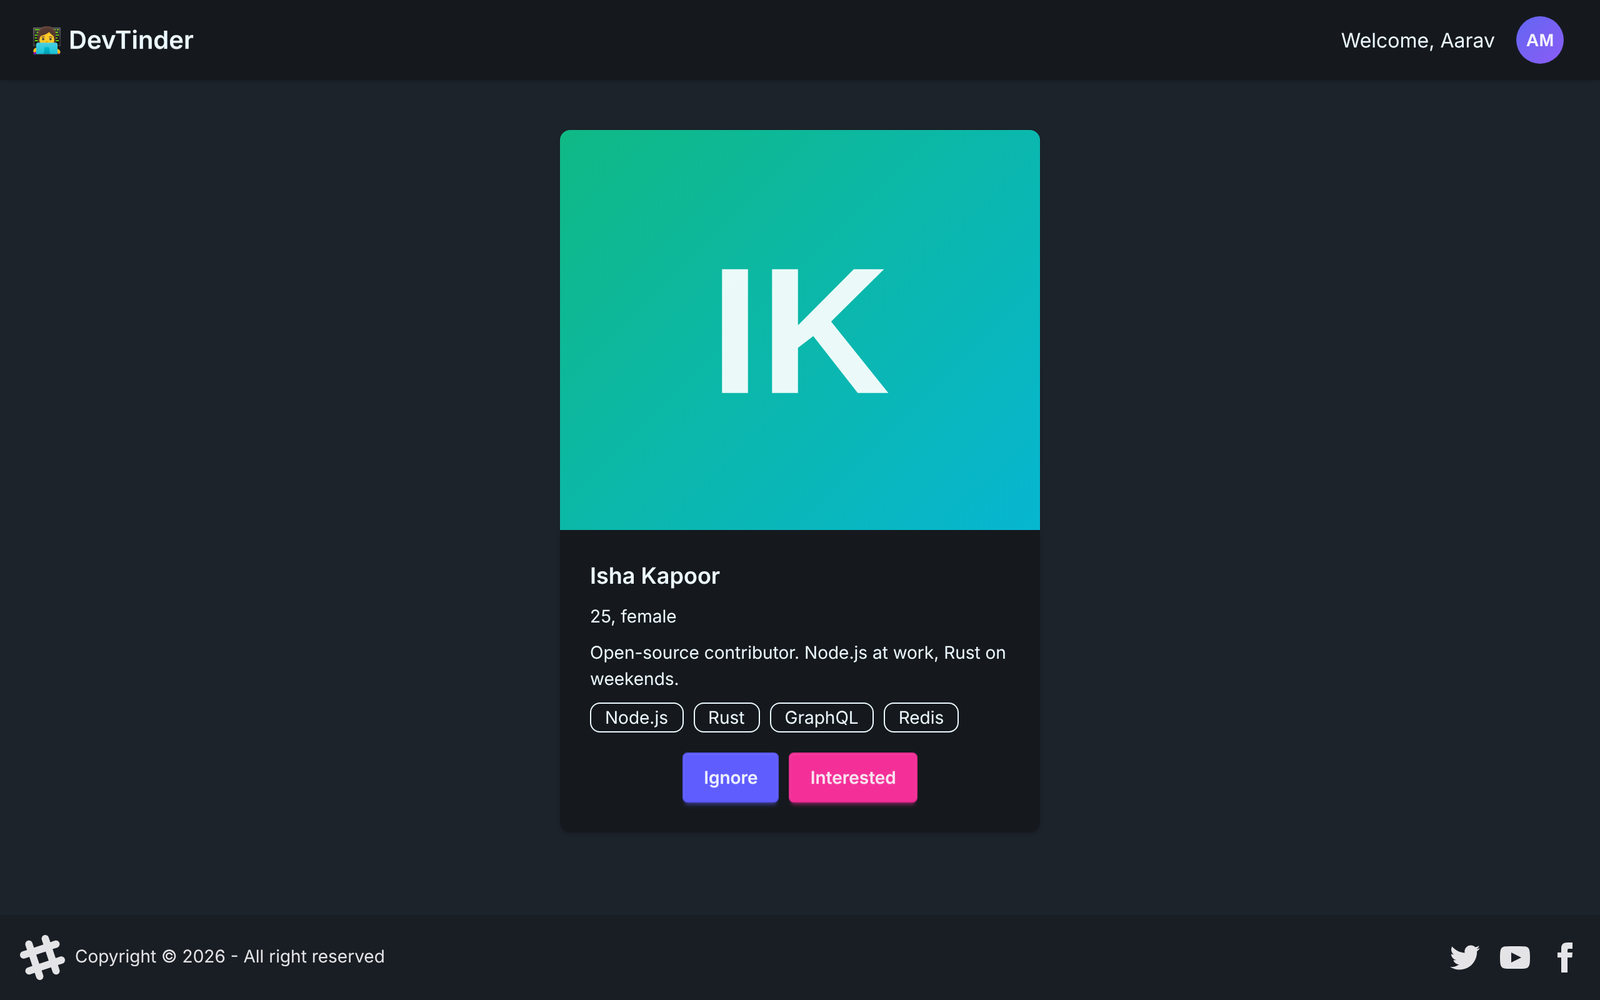 DevTinder
Welcome, Aarav
AM
IK
Isha Kapoor
25, female
Open-source contributor. Node.js at work, Rust on
weekends.
Node.js Rust GraphQL Redis
Ignore Interested
Copyright © 2026 - All right reserved